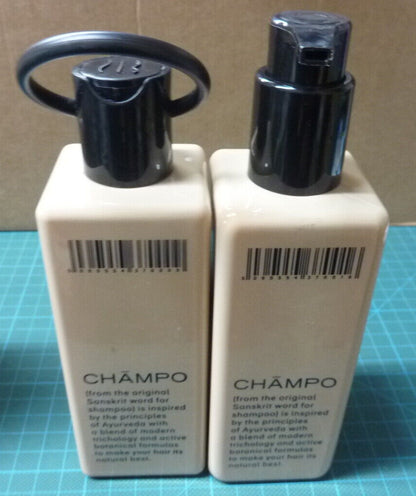 CHĀMPO
(from the original
Sanskrit word for
shampoo) is inspired
by the principles
of Ayurveda with
a blend of modern
trichology and active
botanical formulas
to make your hair its
natural best.
CHĀMPO
(from the original
Sanskrit word for
shampoo) is inspired
by the principles
of Ayurveda with
a blend of modern
trichology and active
botanical formulas
to make your hair its
natural best.